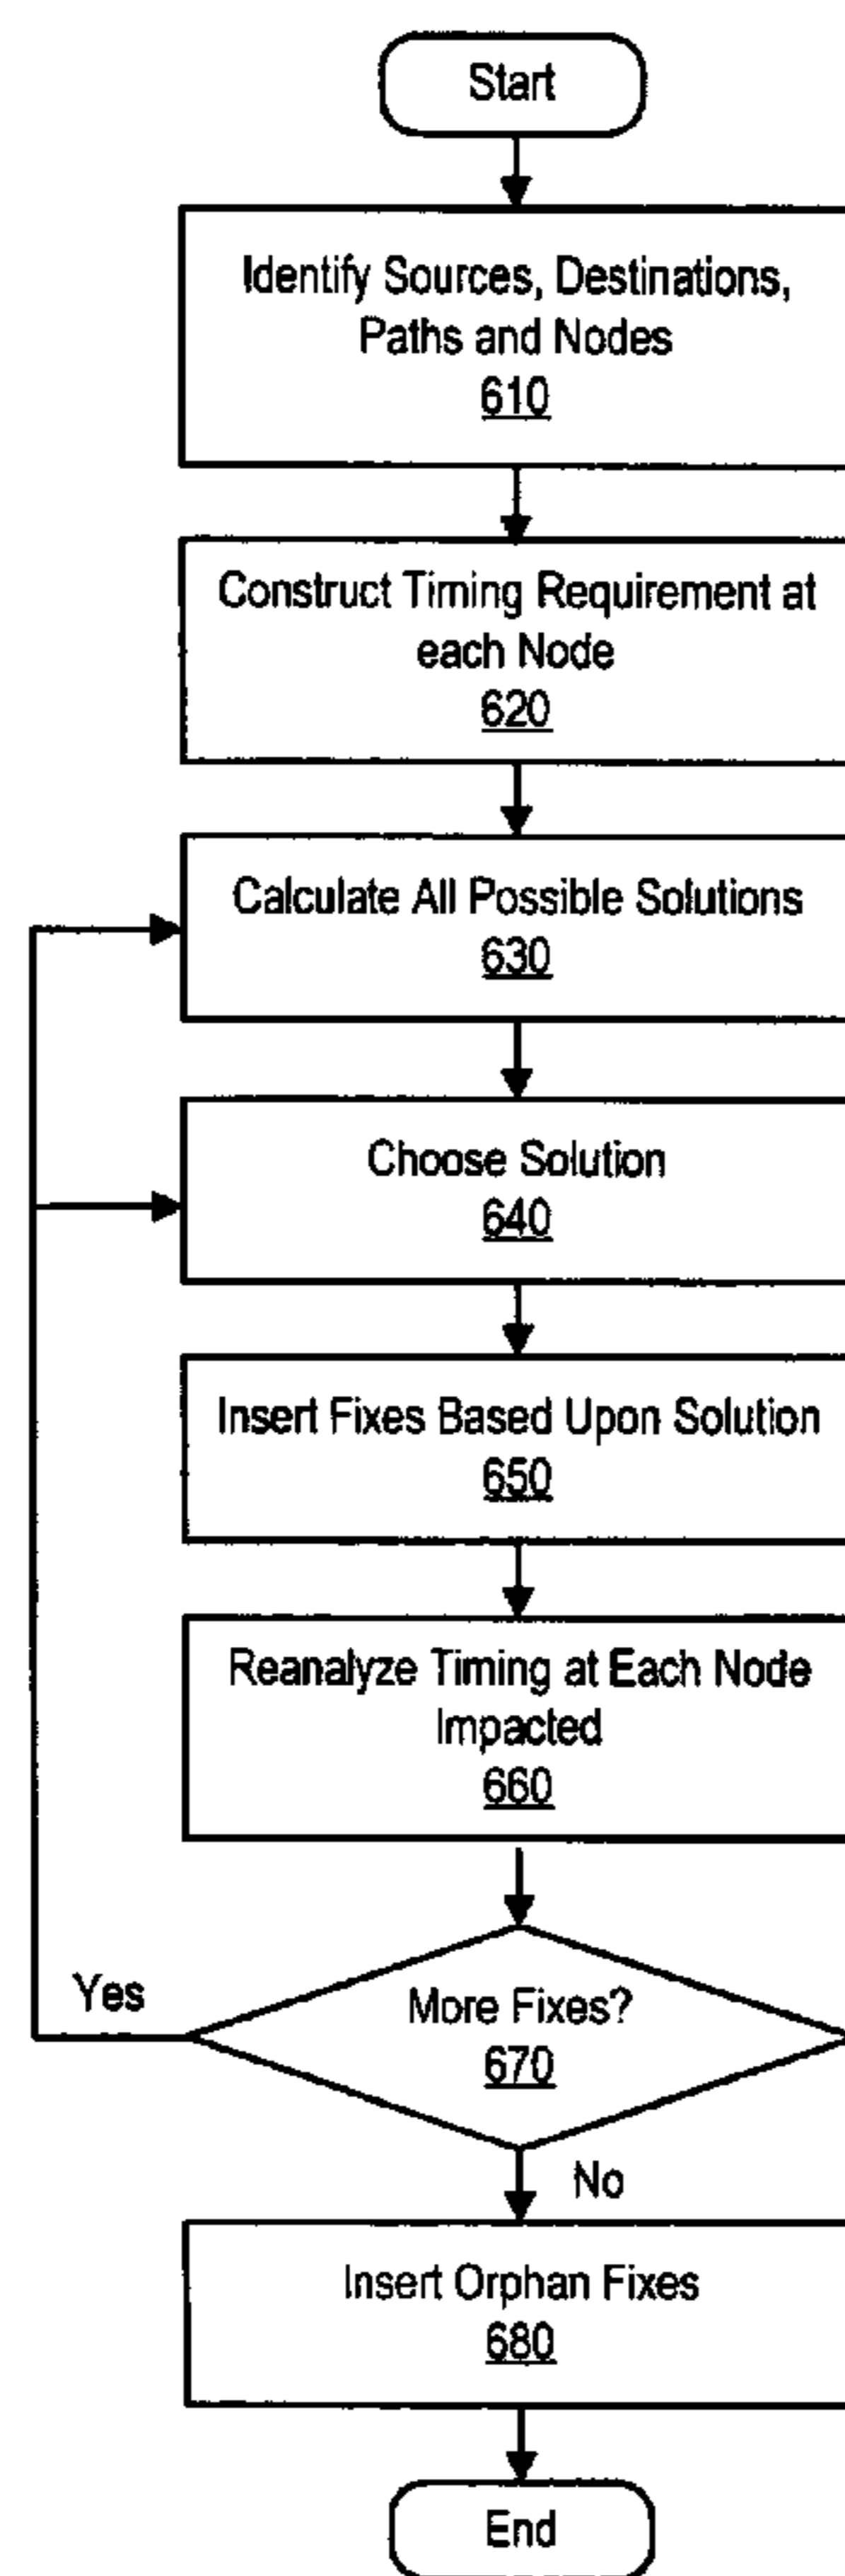 Start
Identify Sources, Destinations,
Paths and Nodes
610
Construct Timing Requirement at
each Node
620
Calculate All Possible Solutions
630
Choose Solution
640
Insert Fixes Based Upon Solution
650
Reanalyze Timing at Each Node
Impacted
660
Yes
More Fixes?
670
No
Insert Orphan Fixes
680
End